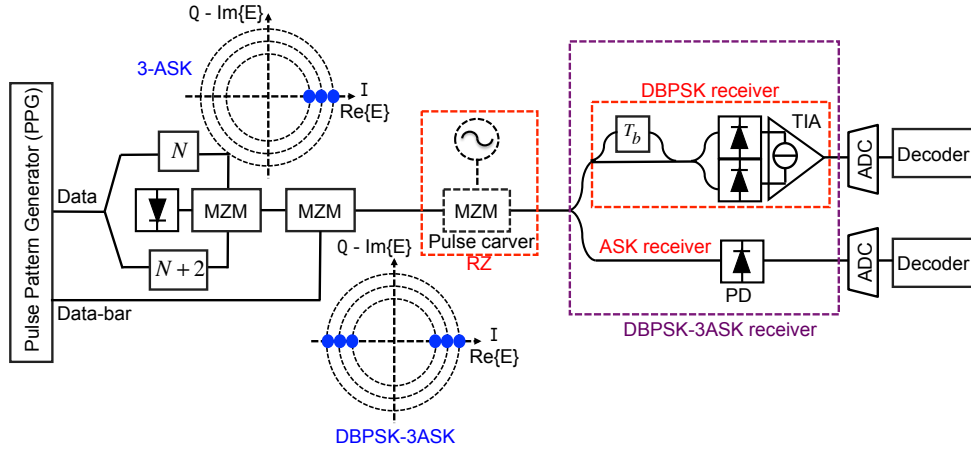 Q - Im{E}
3-ASK
I
Re{E}
DBPSK receiver
TIA
T_b
N
Pulse Pattern Generator (PPG)
Data
MZM
MZM
MZM
ADC
Decoder
N + 2
Pulse carver
RZ
Q - Im{E}
ASK receiver
PD
ADC
Decoder
Data-bar
DBPSK-3ASK receiver
I
Re{E}
DBPSK-3ASK